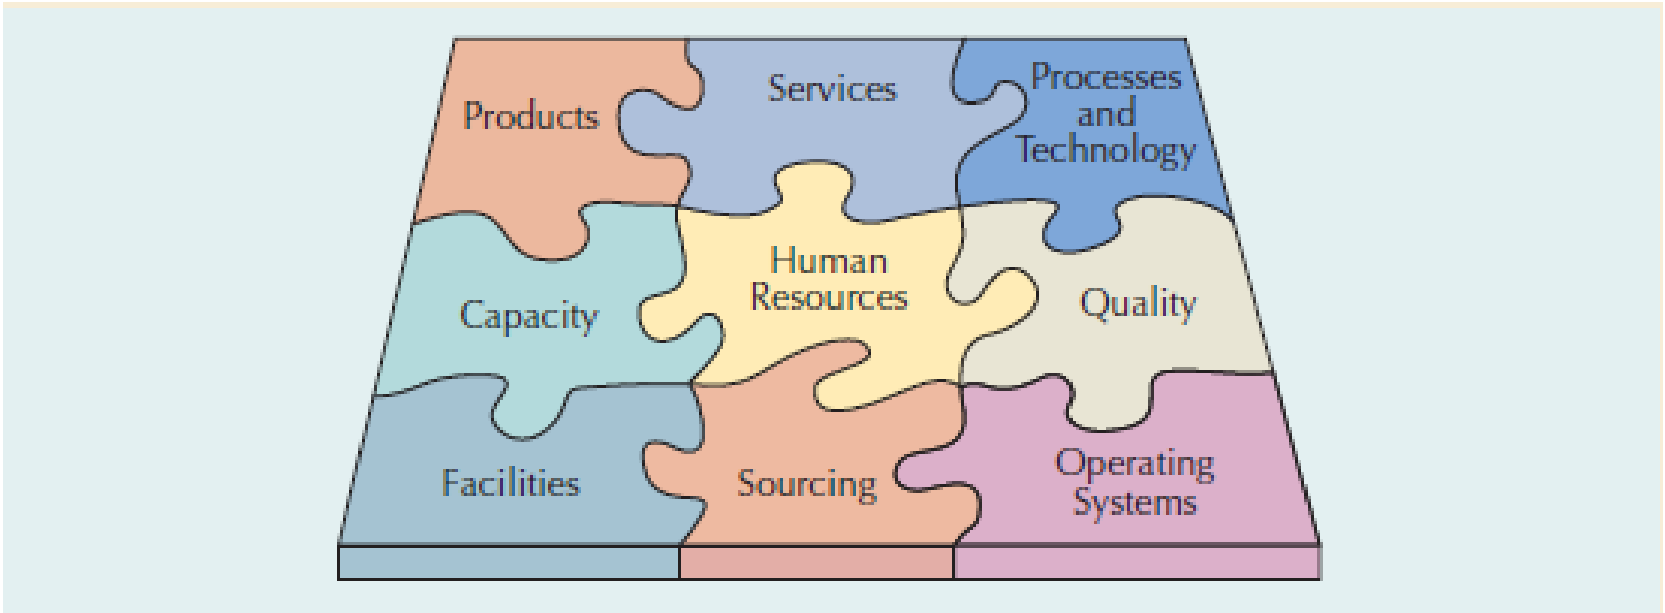 Products
Services
Processes
and
Technology
Capacity
Human
Resources
Quality
Facilities
Sourcing
Operating
Systems